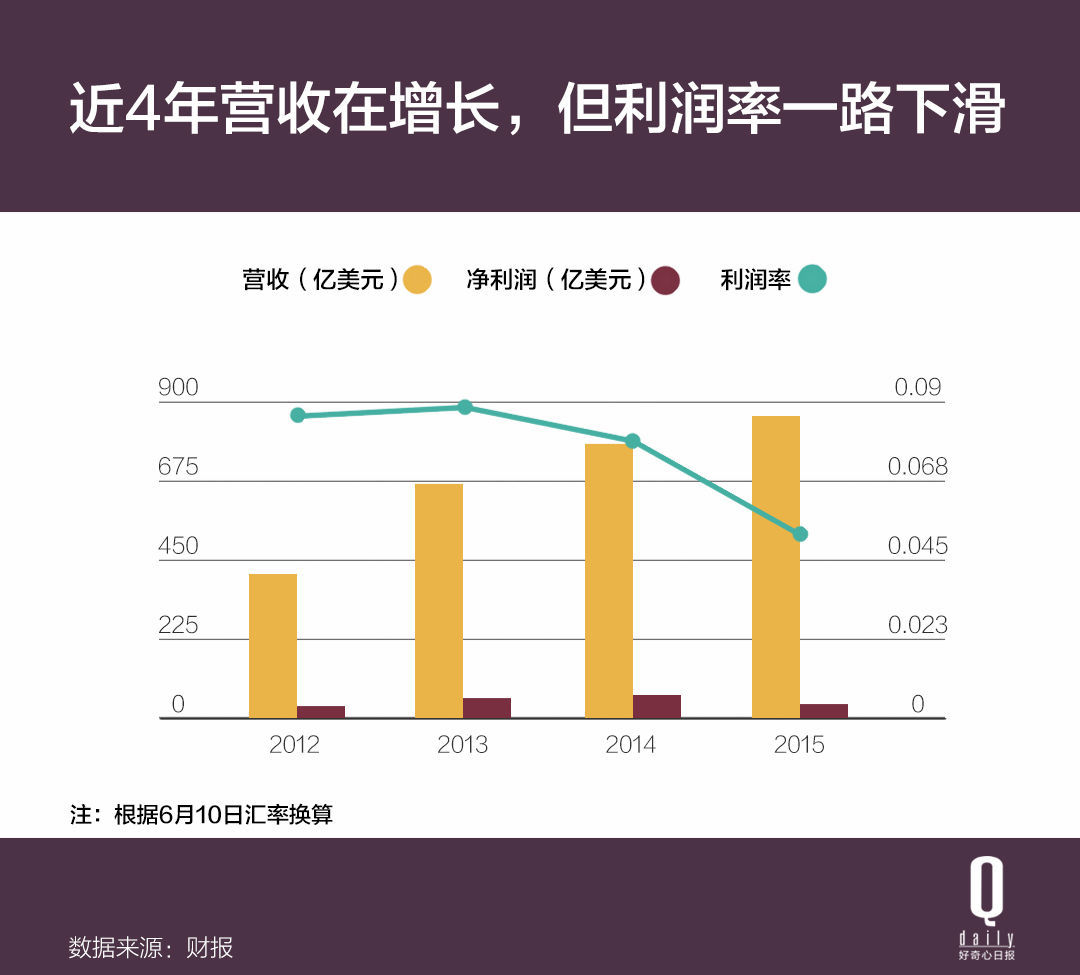 近4年营收在增长，但利润率一路下滑
营收（亿美元） 净利润（亿美元） 利润率
900 0.09
675 0.068
450 0.045
225 0.023
0 0
2012 2013 2014 2015
注：根据6月10日汇率换算
数据来源：财报
Q
daily
好奇心日报